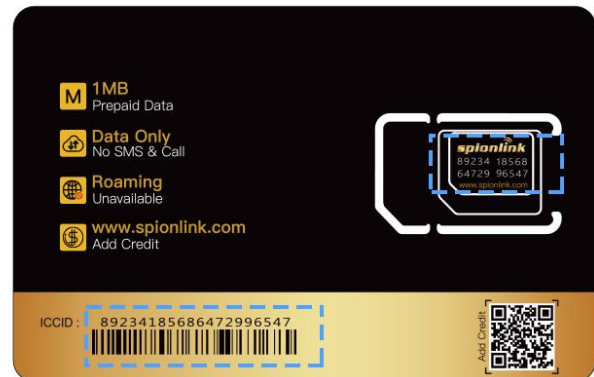 1MB
Prepaid Data
Data Only
No SMS & Call
Roaming
Unavailable
www.spionlink.com
Add Credit
spionlink
89234 18568
64729 96547
www.spionlink.com
ICCID : 89234185686472996547
Add Credit